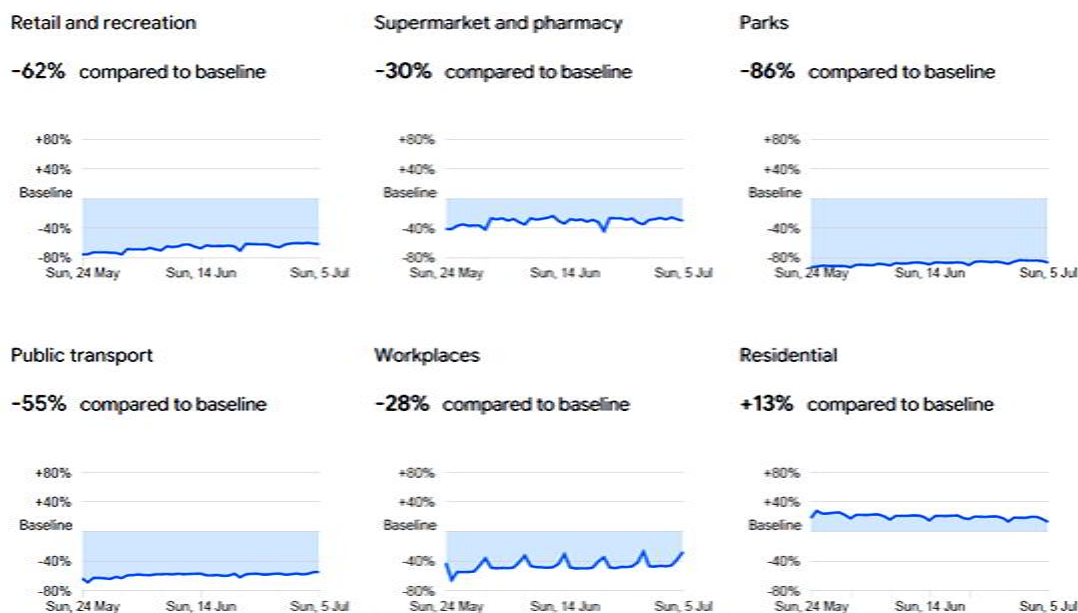 Retail and recreation
-62% compared to baseline
+80%
+40%
Baseline
-40%
-80%
Sun, 24 May Sun, 14 Jun Sun, 5 Jul
Supermarket and pharmacy
-30% compared to baseline
+80%
+40%
Baseline
-40%
-80%
Sun, 24 May Sun, 14 Jun Sun, 5 Jul
Parks
-86% compared to baseline
+80%
+40%
Baseline
-40%
-80%
Sun, 24 May Sun, 14 Jun Sun, 5 Jul
Public transport
-55% compared to baseline
+80%
+40%
Baseline
-40%
-80%
Sun, 24 May Sun, 14 Jun Sun, 5 Jul
Workplaces
-28% compared to baseline
+80%
+40%
Baseline
-40%
-80%
Sun, 24 May Sun, 14 Jun Sun, 5 Jul
Residential
+13% compared to baseline
+80%
+40%
Baseline
-40%
-80%
Sun, 24 May Sun, 14 Jun Sun, 5 Jul